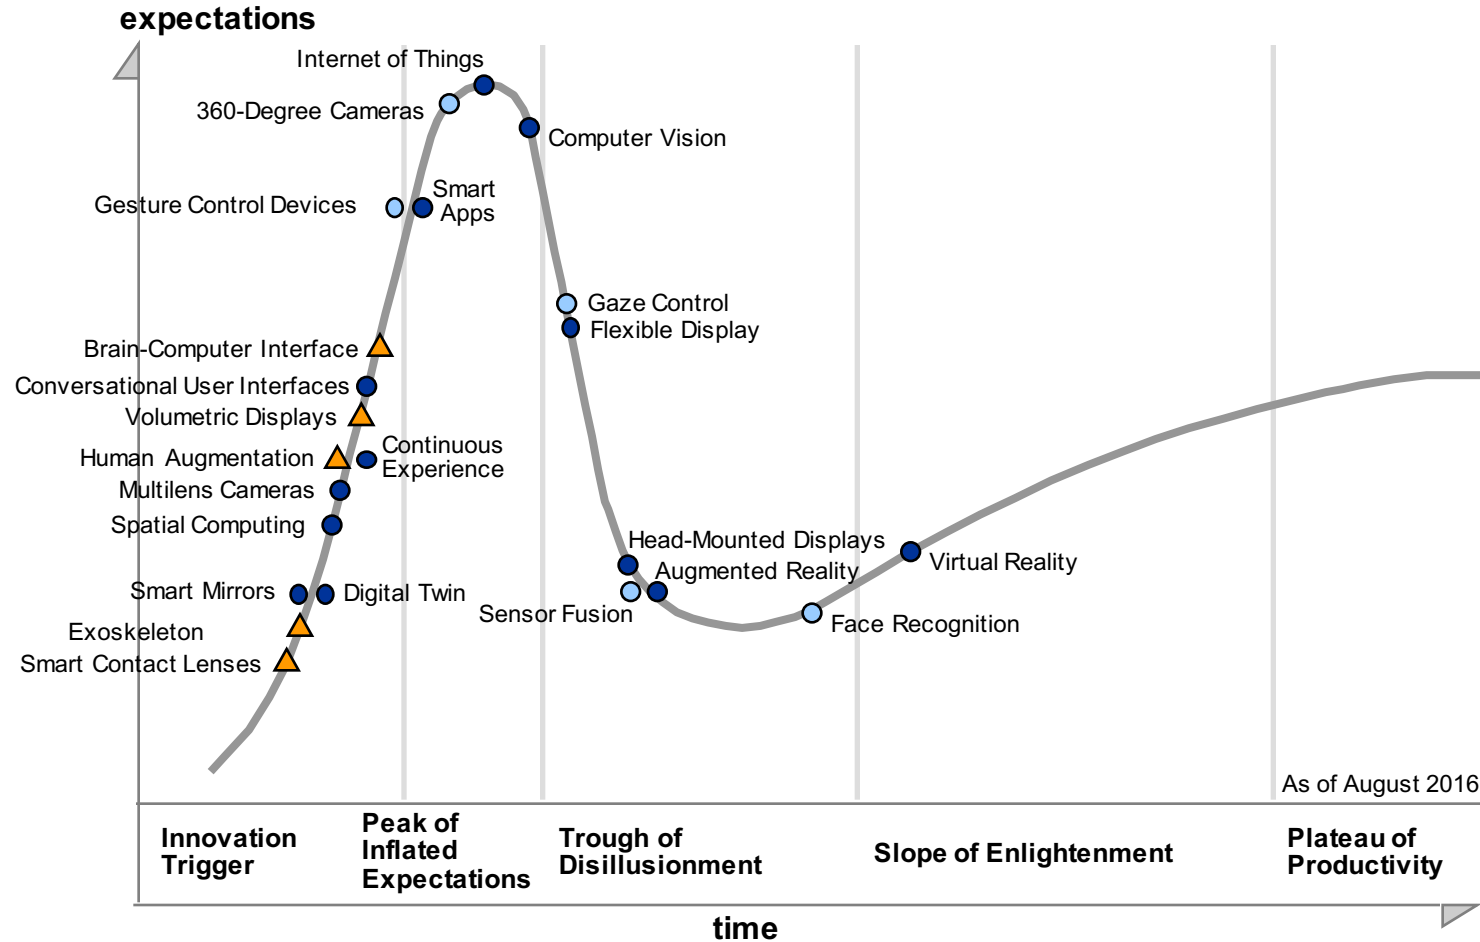 expectations
Internet of Things
360-Degree Cameras
Computer Vision
Smart
Apps
Gesture Control Devices
Gaze Control
Flexible Display
Brain-Computer Interface
Conversational User Interfaces
Volumetric Displays
Continuous
Experience
Human Augmentation
Multilens Cameras
Spatial Computing
Head-Mounted Displays
Augmented Reality
Virtual Reality
Smart Mirrors
Digital Twin
Sensor Fusion
Face Recognition
Exoskeleton
Smart Contact Lenses
As of August 2016
Innovation
Trigger
Peak of
Inflated
Expectations
Trough of
Disillusionment
Slope of Enlightenment
Plateau of
Productivity
time